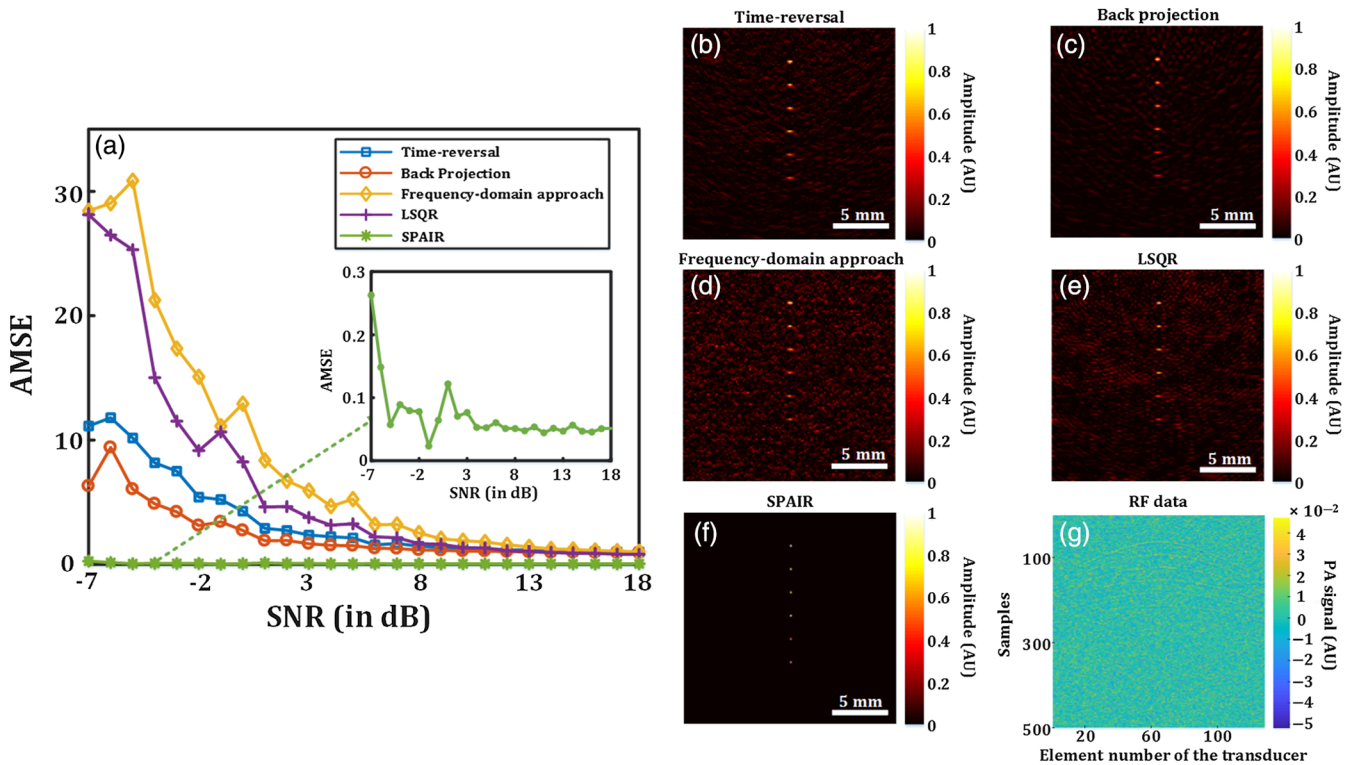 (a)
Time-reversal
Back Projection
Frequency-domain approach
LSQR
SPAIR
AMSE
30
20
10
0
-7
-2
3
8
13
18
SNR (in dB)
AMSE
0.3
0.2
0.1
0
-7
-2
3
8
13
18
SNR (in dB)
Time-reversal
(b)
5 mm
1
0.8
0.6
0.4
0.2
0
Amplitude (AU)
Back projection
(c)
5 mm
1
0.8
0.6
0.4
0.2
0
Amplitude (AU)
Frequency-domain approach
(d)
5 mm
1
0.8
0.6
0.4
0.2
0
Amplitude (AU)
LSQR
(e)
5 mm
1
0.8
0.6
0.4
0.2
0
Amplitude (AU)
SPAIR
(f)
5 mm
1
0.8
0.6
0.4
0.2
0
Amplitude (AU)
RF data
(g)
Samples
100
300
500
20
60
100
Element number of the transducer
× 10⁻²
4
3
2
1
0
−1
−2
−3
−4
−5
PA signal (AU)